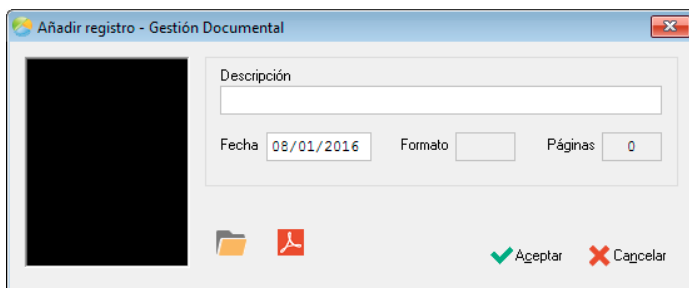 Añadir registro - Gestión Documental
Descripción
Fecha 08/01/2016 Formato Páginas 0
Aceptar Cancelar